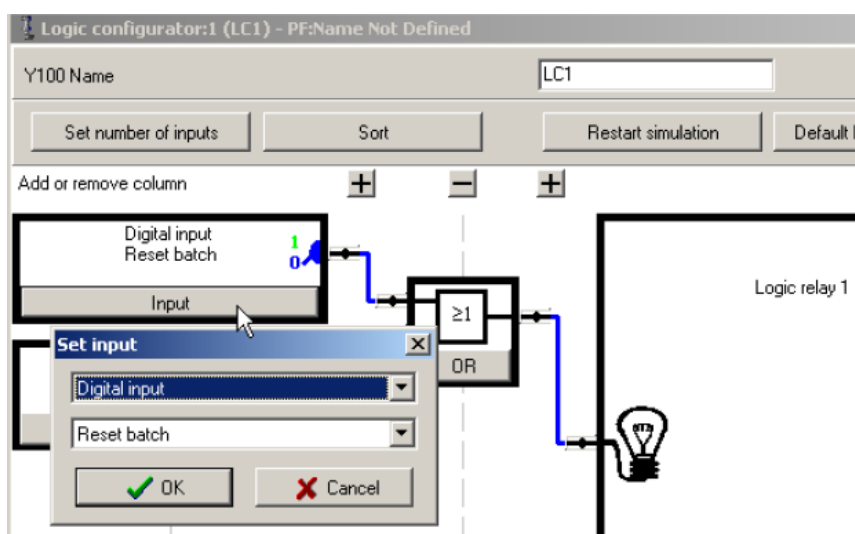 Logic configurator:1 (LC1) - PF:Name Not Defined
Y100 Name
LC1
Set number of inputs
Sort
Restart simulation
Default
Add or remove column
Digital input
Reset batch
1
0
Input
≥1
OR
Logic relay 1
Set input
Digital input
Reset batch
OK
Cancel